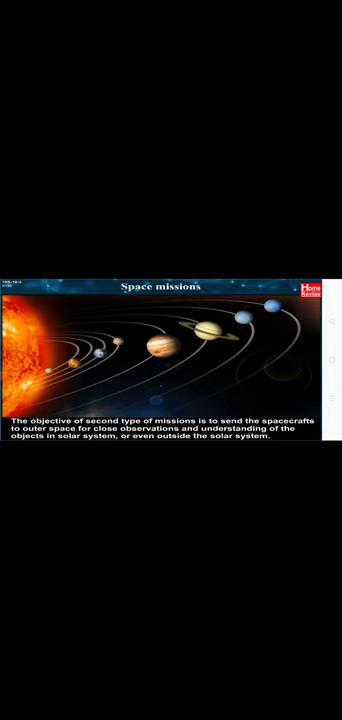 Space missions
Home
Revise
The objective of second type of missions is to send the spacecrafts
to outer space for close observations and understanding of the
objects in solar system, or even outside the solar system.